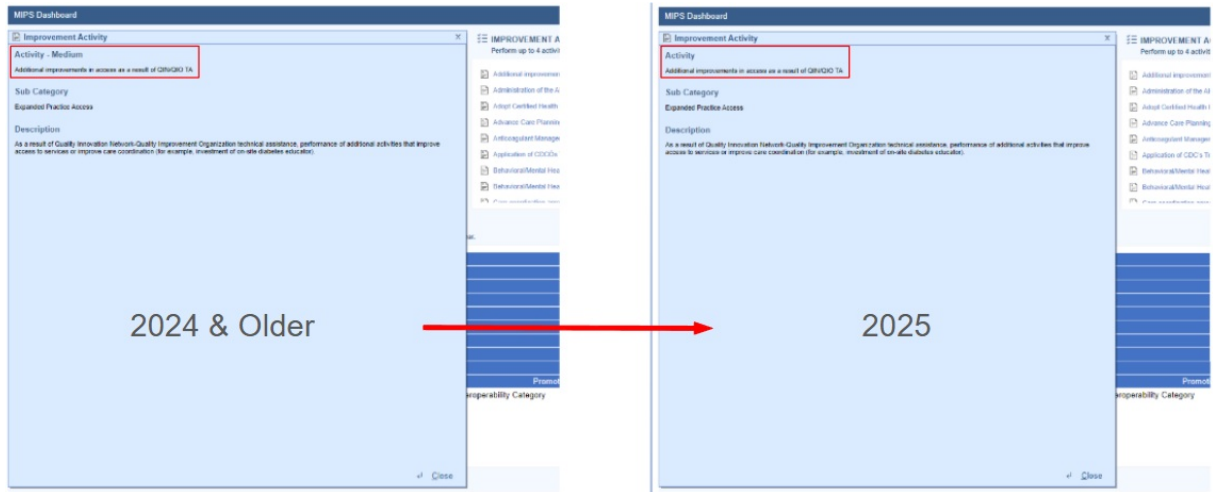 MIPS Dashboard
Improvement Activity X
Activity - Medium
Additional improvements in access as a result of QIN/QIO TA
Sub Category
Expanded Practice Access
Description
As a result of Quality Innovation Network-Quality Improvement Organization technical assistance, performance of additional activities that improve
access to services or improve care coordination (for example, investment of on-site diabetes educator).
2024 & Older
Close
IMPROVEMENT A
Perform up to 4 activit
Additional improvemen
Administration of the A
Adopt Certified Health
Advance Care Planning
Anticoagulant Manage
Application of CDC
Behavioral/Mental Hea
Behavioral/Mental Hea
Promot
eroperability Category
MIPS Dashboard
Improvement Activity X
Activity
Additional improvements in access as a result of QIN/QIO TA
Sub Category
Expanded Practice Access
Description
As a result of Quality Innovation Network-Quality Improvement Organization technical assistance, performance of additional activities that improve
access to services or improve care coordination (for example, investment of on-site diabetes educator).
2025
Close
IMPROVEMENT A
Perform up to 4 activit
Additional improvement
Administration of the A
Adopt Certified Health I
Advance Care Planning
Anticoagulant Manager
Application of CDC's T
Behavioral/Mental Heal
Behavioral/Mental Heal
Promoti
eroperability Category